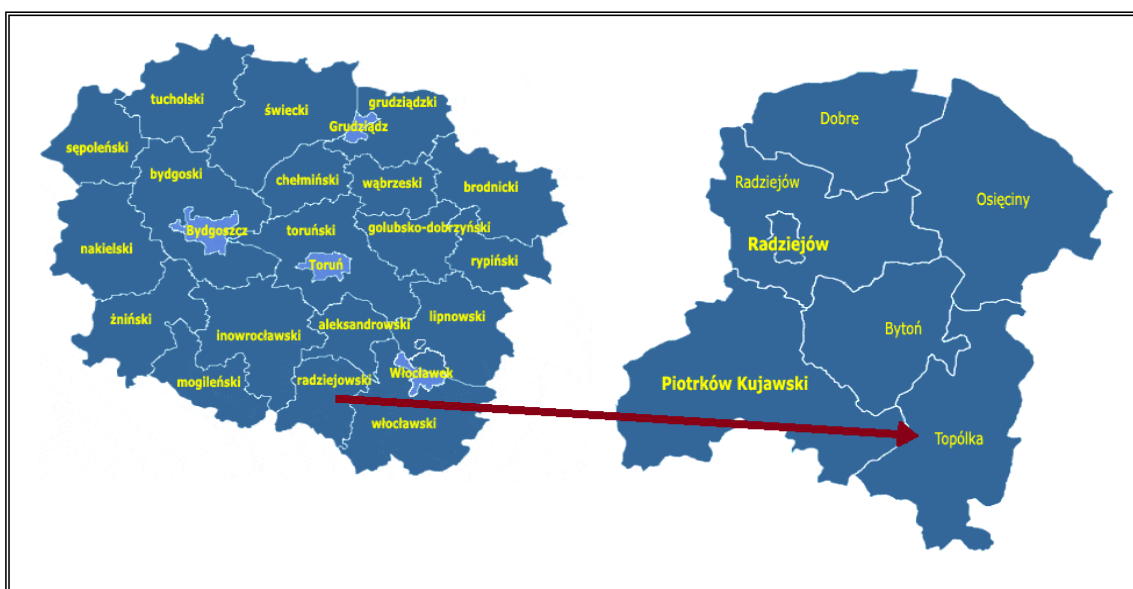 tucholski
świecki
grudziądzki
Grudziądz
sępoleński
bydgoski
chełmiński
wąbrzeski
brodnicki
Bydgoszcz
toruński
golubsko-dobrzyński
nakielski
Toruń
rypiński
żniński
inowrocławski
aleksandrowski
lipnowski
mogileński
radziejowski
Włocławek
włocławski
Dobre
Radziejów
Osięciny
Radziejów
Bytoń
Piotrków Kujawski
Topólka